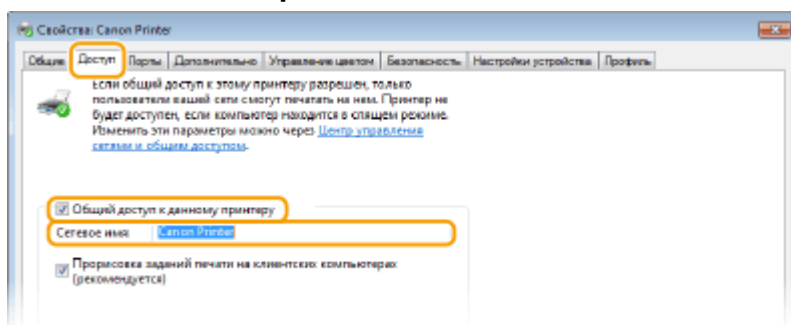 Свойства: Canon Printer
Общие Доступ Порты Дополнительно Управление цветом Безопасность Настройки устройства Профиль
Если общий доступ к этому принтеру разрешен, только
пользователи вашей сети смогут печатать на нем. Принтер не
будет доступен, если компьютер находится в спящем режиме.
Изменить эти параметры можно через Центр управления
сетями и общим доступом.
Общий доступ к данному принтеру
Сетевое имя: Canon Printer
Прорисовка заданий печати на клиентских компьютерах
(рекомендуется)